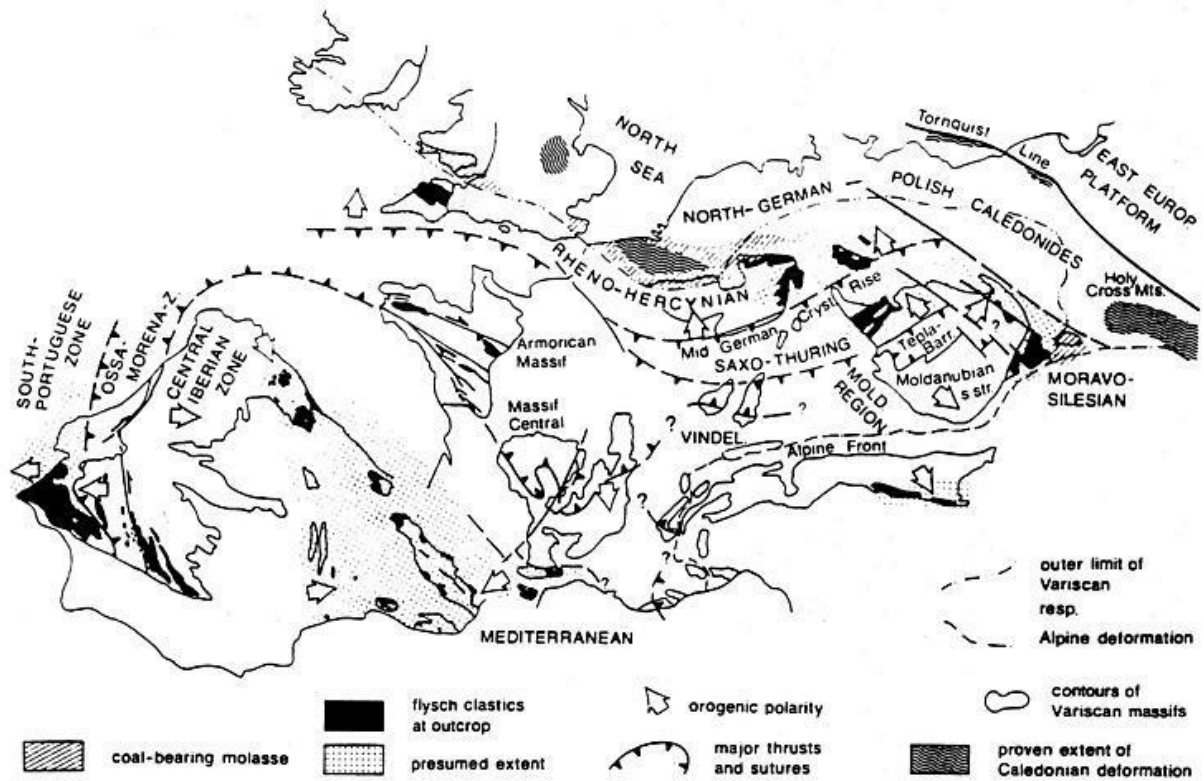 NORTH
SEA
Tornquist
Line
EAST EUROP
PLATFORM
NORTH-GERMAN
POLISH
CALEDONIDES
Holy
Cross Mts.
RHENO-HERCYNIAN
Mid German Cryst Rise
SAXO-THURING
Tepla-
Barr
?
Moldanubian
s str
MOLD
REGION
MORAVO-
SILESIAN
SOUTH-
PORTUGUESE
ZONE
OSSA-
MORENA-Z.
CENTRAL
IBERIAN
ZONE
Armorican
Massif
Massif
Central
?
?
VINDEL.
Alpine Front
?
?
?
?
MEDITERRANEAN
outer limit of
Variscan
resp.
Alpine deformation
flysch clastics
at outcrop
orogenic polarity
contours of
Variscan massifs
coal-bearing molasse
presumed extent
major thrusts
and sutures
proven extent of
Caledonian deformation